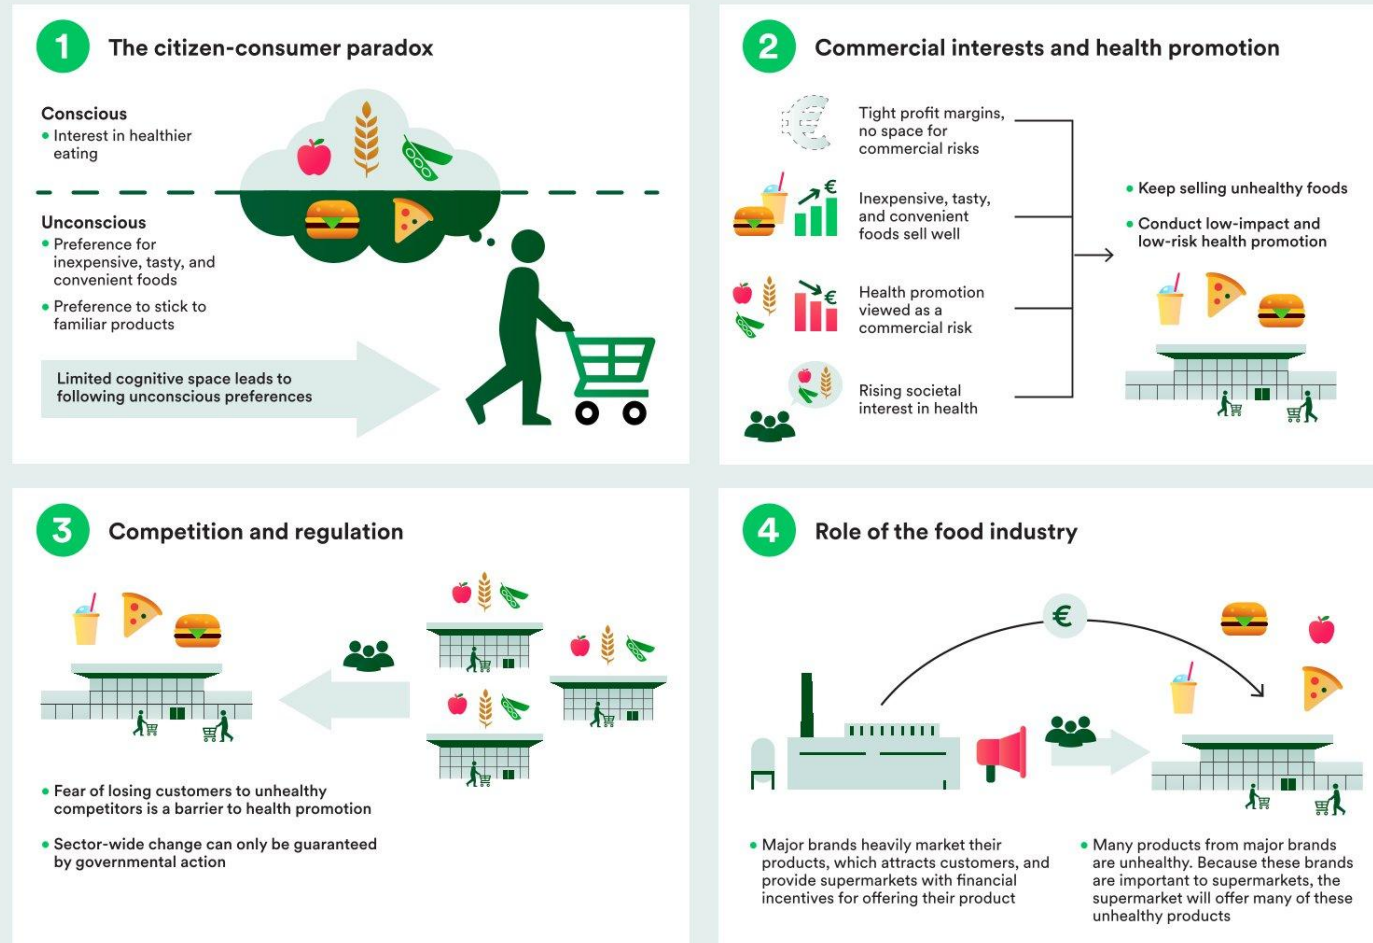 1
The citizen-consumer paradox
Conscious
• Interest in healthier
eating
Unconscious
• Preference for
inexpensive, tasty, and
convenient foods
• Preference to stick to
familiar products
Limited cognitive space leads to
following unconscious preferences
2
Commercial interests and health promotion
€
Tight profit margins,
no space for
commercial risks
€
Inexpensive, tasty,
and convenient
foods sell well
€
Health promotion
viewed as a
commercial risk
Rising societal
interest in health
• Keep selling unhealthy foods
• Conduct low-impact and
low-risk health promotion
3
Competition and regulation
• Fear of losing customers to unhealthy
competitors is a barrier to health promotion
• Sector-wide change can only be guaranteed
by governmental action
4
Role of the food industry
€
• Major brands heavily market their
products, which attracts customers, and
provide supermarkets with financial
incentives for offering their product
• Many products from major brands
are unhealthy. Because these brands
are important to supermarkets, the
supermarket will offer many of these
unhealthy products